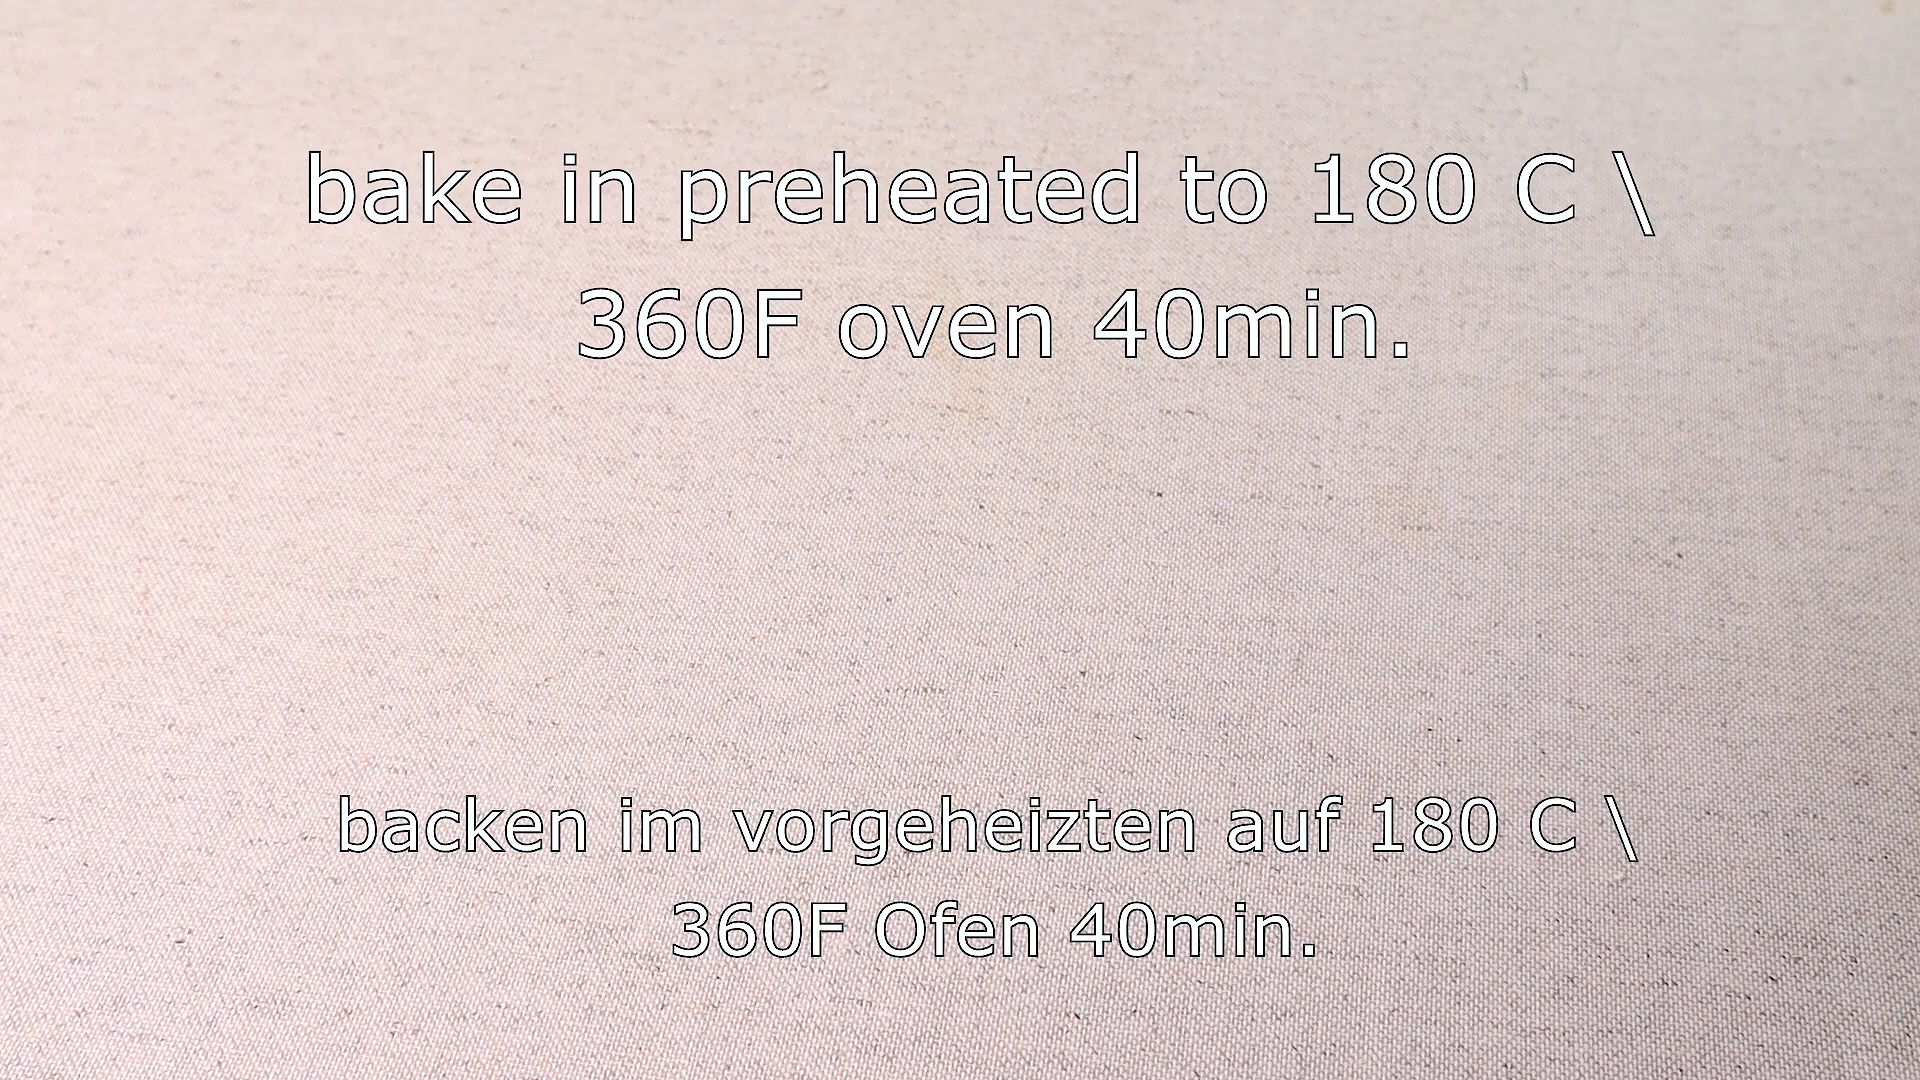 bake in preheated to 180 C \
360F oven 40min.
backen im vorgeheizten auf 180 C \
360F Ofen 40min.